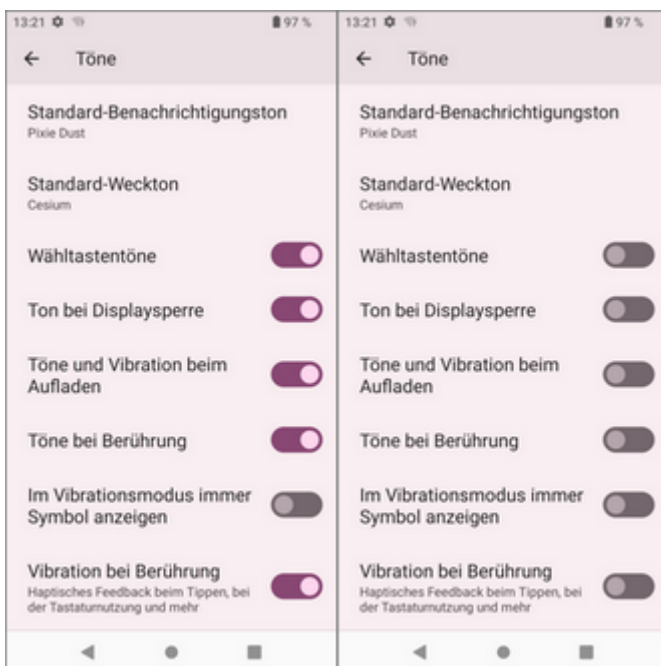 13:21 97 %
Töne
Standard-Benachrichtigungston
Pixie Dust
Standard-Weckton
Cesium
Wähltastentöne
Ton bei Displaysperre
Töne und Vibration beim
Aufladen
Töne bei Berührung
Im Vibrationsmodus immer
Symbol anzeigen
Vibration bei Berührung
Haptisches Feedback beim Tippen, bei
der Tastaturnutzung und mehr
13:21 97 %
Töne
Standard-Benachrichtigungston
Pixie Dust
Standard-Weckton
Cesium
Wähltastentöne
Ton bei Displaysperre
Töne und Vibration beim
Aufladen
Töne bei Berührung
Im Vibrationsmodus immer
Symbol anzeigen
Vibration bei Berührung
Haptisches Feedback beim Tippen, bei
der Tastaturnutzung und mehr